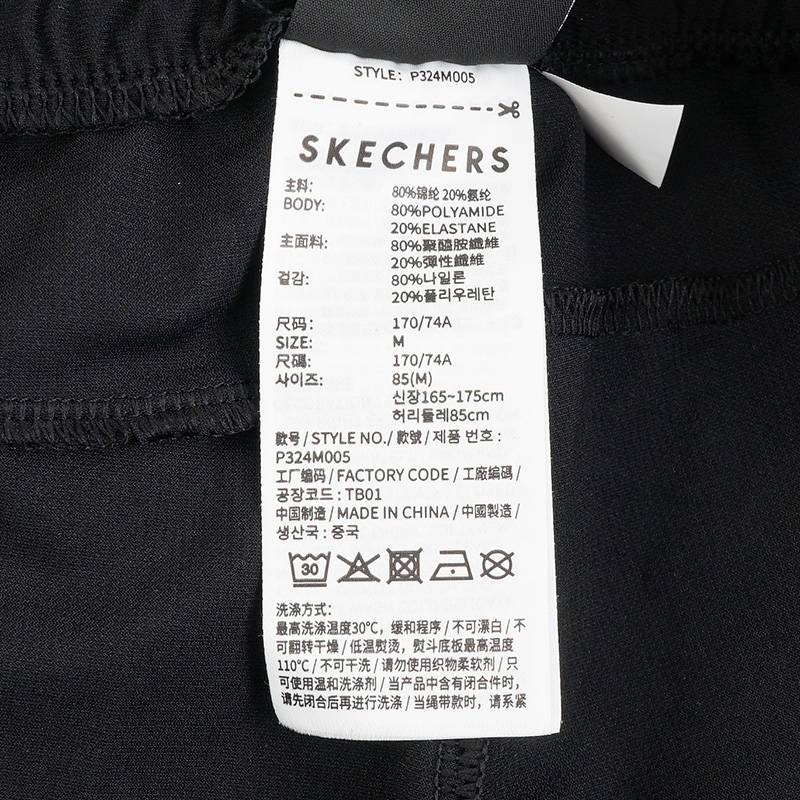 STYLE: P324M005
SKECHERS
主料: 80%锦纶 20%氨纶
BODY: 80%POLYAMIDE
20%ELASTANE
主面料: 80%聚醯胺纖維
20%彈性纖維
겉감: 80%나일론
20%폴리우레탄
尺码: 170/74A
SIZE: M
尺碼: 170/74A
사이즈: 85(M)
신장165~175cm
허리둘레85cm
款号 / STYLE NO. / 款號 / 제품 번호 :
P324M005
工厂编码 / FACTORY CODE / 工廠編碼 /
공장코드 : TB01
中国制造 / MADE IN CHINA / 中國製造 /
생산국 : 중국
30
洗涤方式:
最高洗涤温度30℃，缓和程序 / 不可漂白 / 不
可翻转干燥 / 低温熨烫，熨斗底板最高温度
110℃ / 不可干洗 / 请勿使用织物柔软剂 / 只
可使用温和洗涤剂 / 当产品中含有闭合件时，
请先闭合后再进行洗涤 / 当绳带款时，请系紧